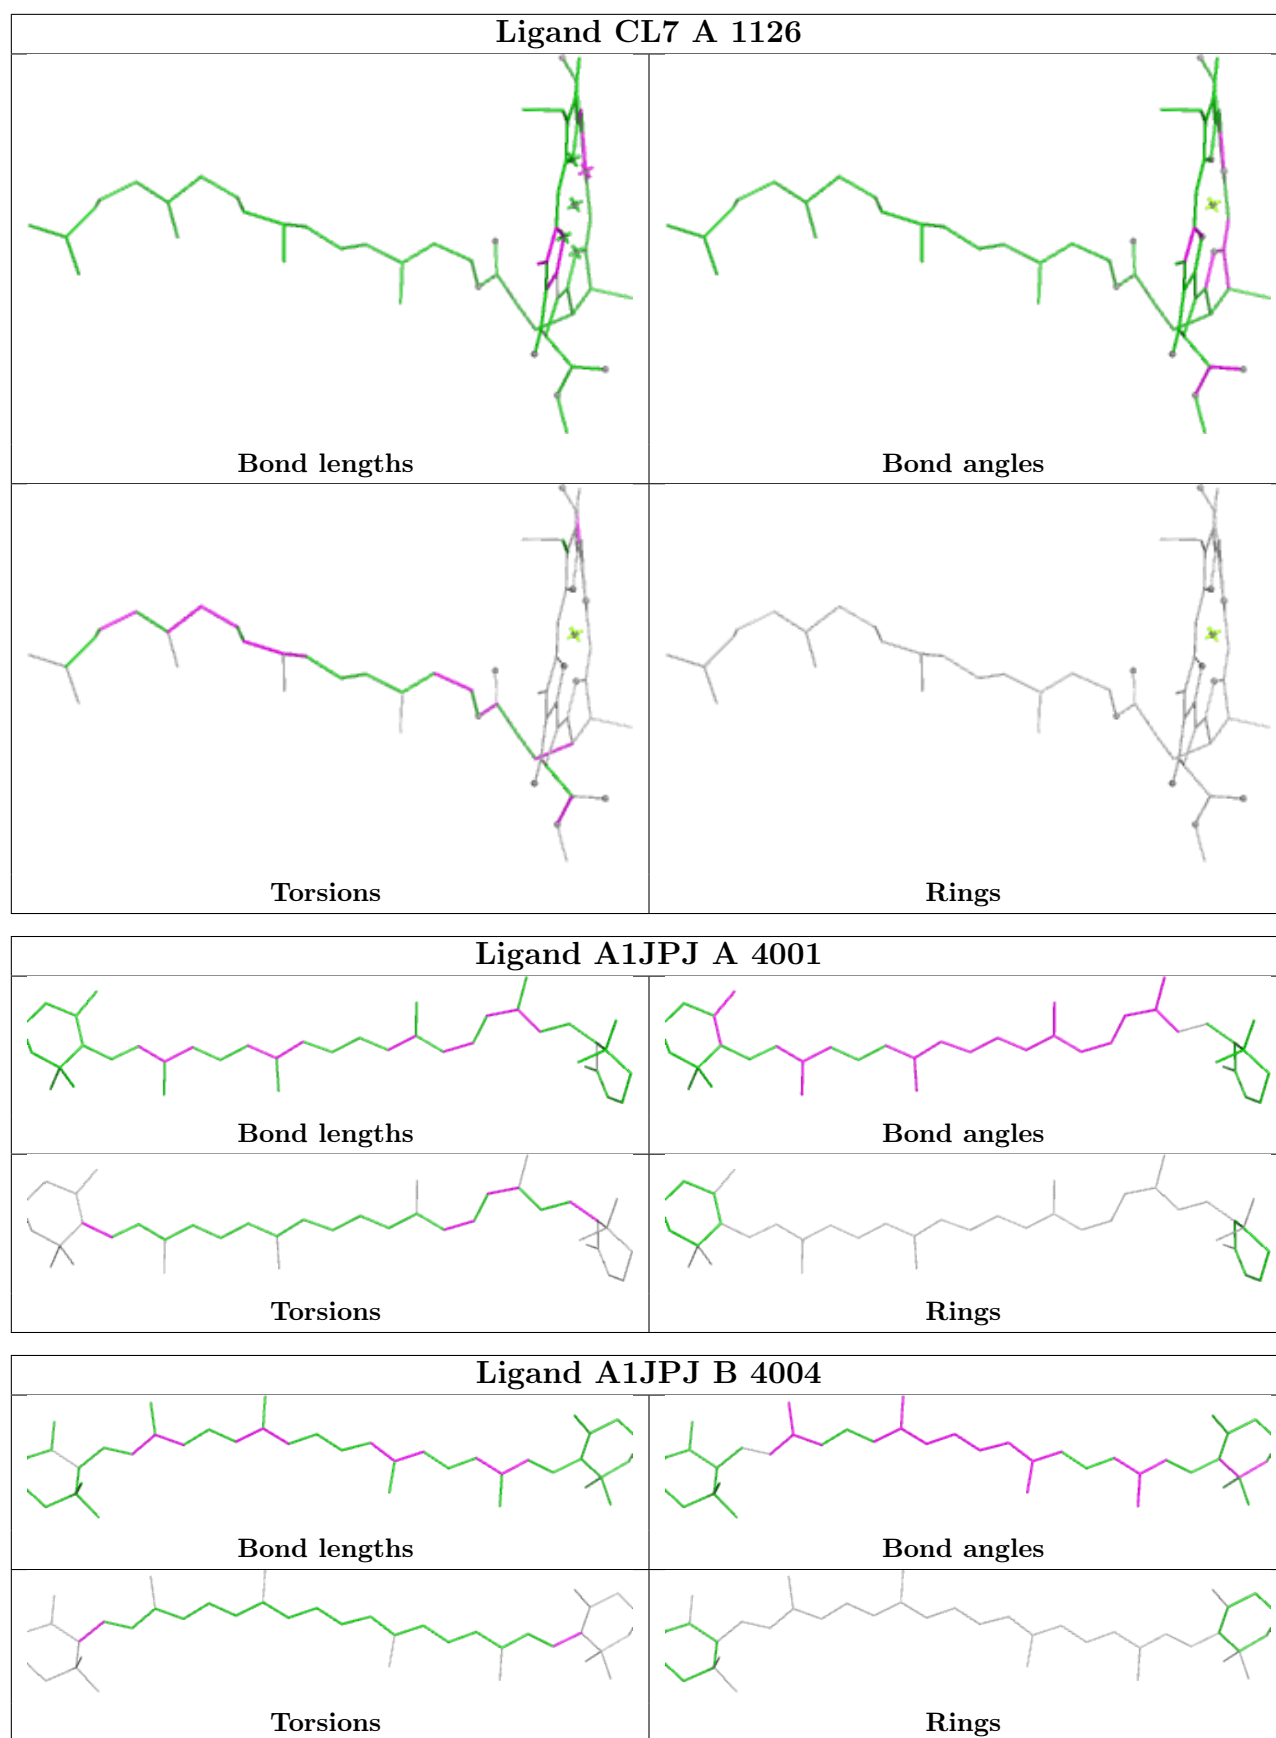 Ligand CL7 A 1126
Bond lengths
Bond angles
Torsions
Rings
Ligand A1JPJ A 4001
Bond lengths
Bond angles
Torsions
Rings
Ligand A1JPJ B 4004
Bond lengths
Bond angles
Torsions
Rings